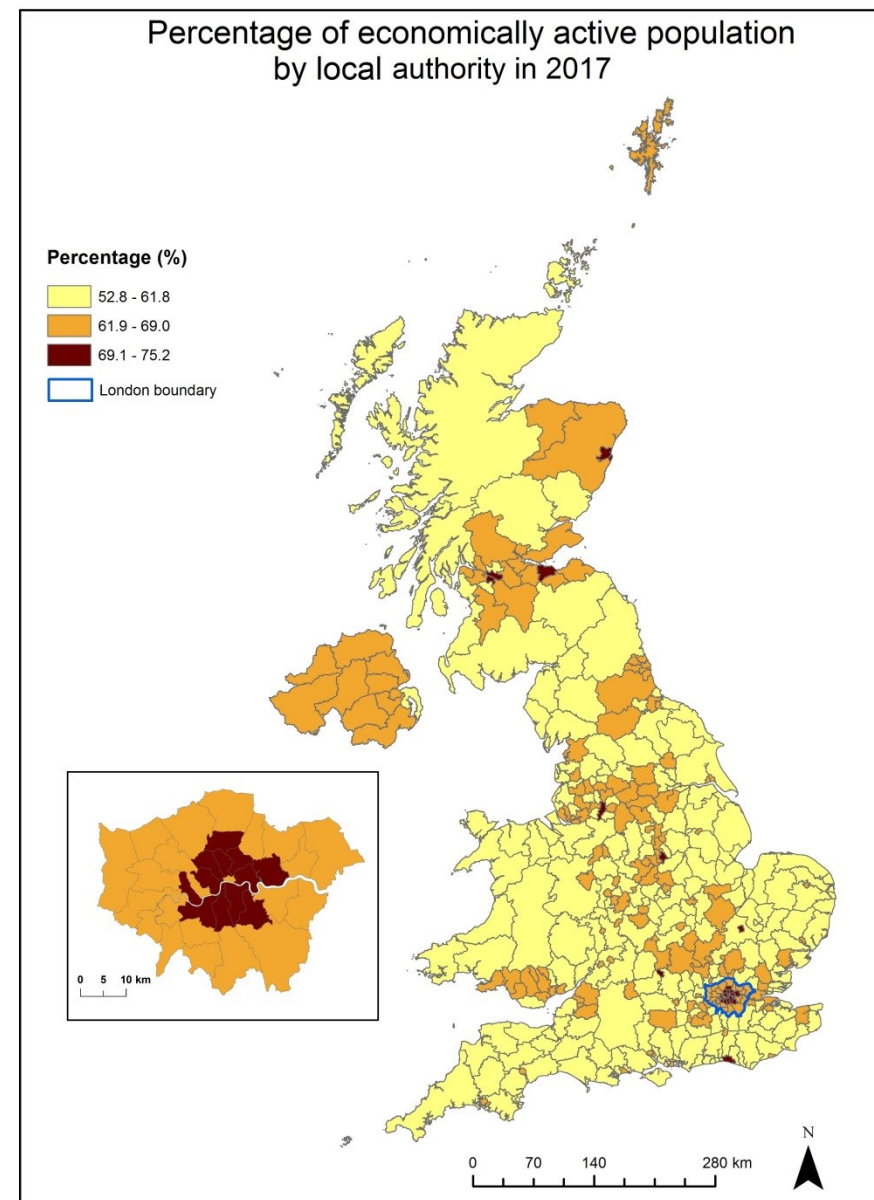 Percentage of economically active population
by local authority in 2017
Percentage (%)
52.8 - 61.8
61.9 - 69.0
69.1 - 75.2
London boundary
0 5 10 km
N
0 70 140 280 km